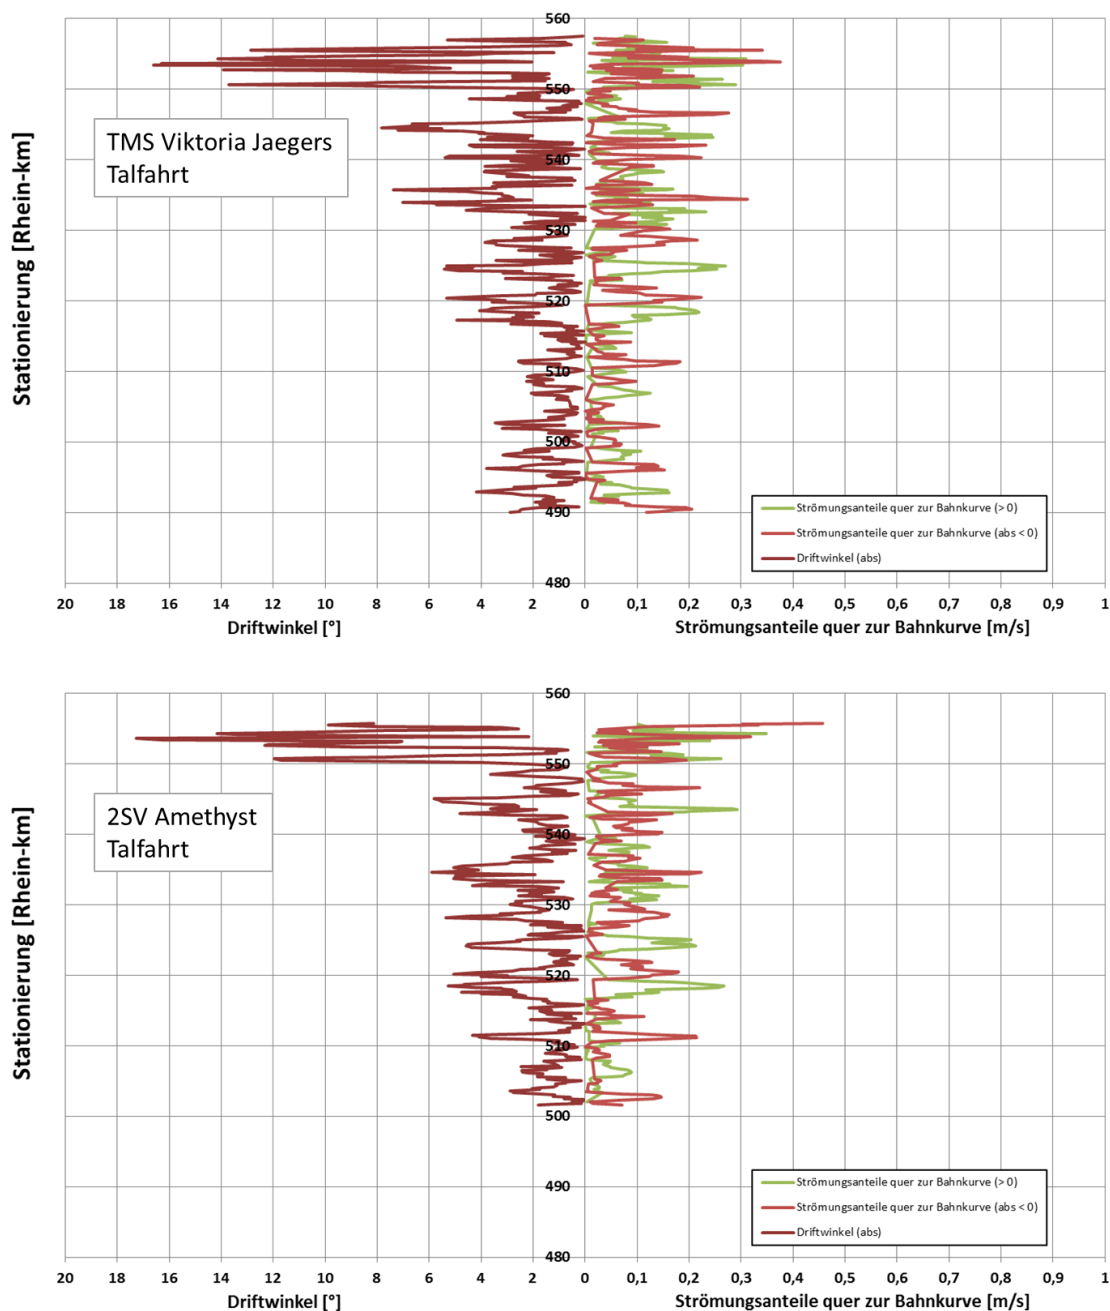 560
550
540
530
520
510
500
490
480
Stationierung [Rhein-km]
TMS Viktoria Jaegers
Talfahrt
Strömungsanteile quer zur Bahnkurve (> 0)
Strömungsanteile quer zur Bahnkurve (abs < 0)
Driftwinkel (abs)
20 18 16 14 12 10 8 6 4 2 0 0,1 0,2 0,3 0,4 0,5 0,6 0,7 0,8 0,9 1
Driftwinkel [°] Strömungsanteile quer zur Bahnkurve [m/s]
560
550
540
530
520
510
500
490
480
Stationierung [Rhein-km]
2SV Amethyst
Talfahrt
Strömungsanteile quer zur Bahnkurve (> 0)
Strömungsanteile quer zur Bahnkurve (abs < 0)
Driftwinkel (abs)
20 18 16 14 12 10 8 6 4 2 0 0,1 0,2 0,3 0,4 0,5 0,6 0,7 0,8 0,9 1
Driftwinkel [°] Strömungsanteile quer zur Bahnkurve [m/s]